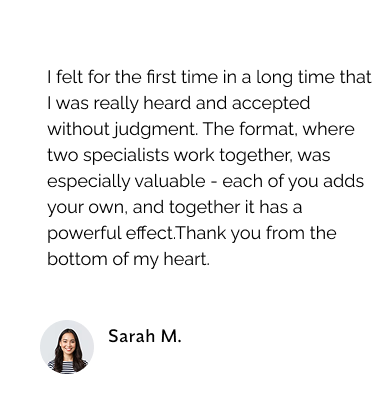 I felt for the first time in a long time that
I was really heard and accepted
without judgment. The format, where
two specialists work together, was
especially valuable - each of you adds
your own, and together it has a
powerful effect.Thank you from the
bottom of my heart.
Sarah M.